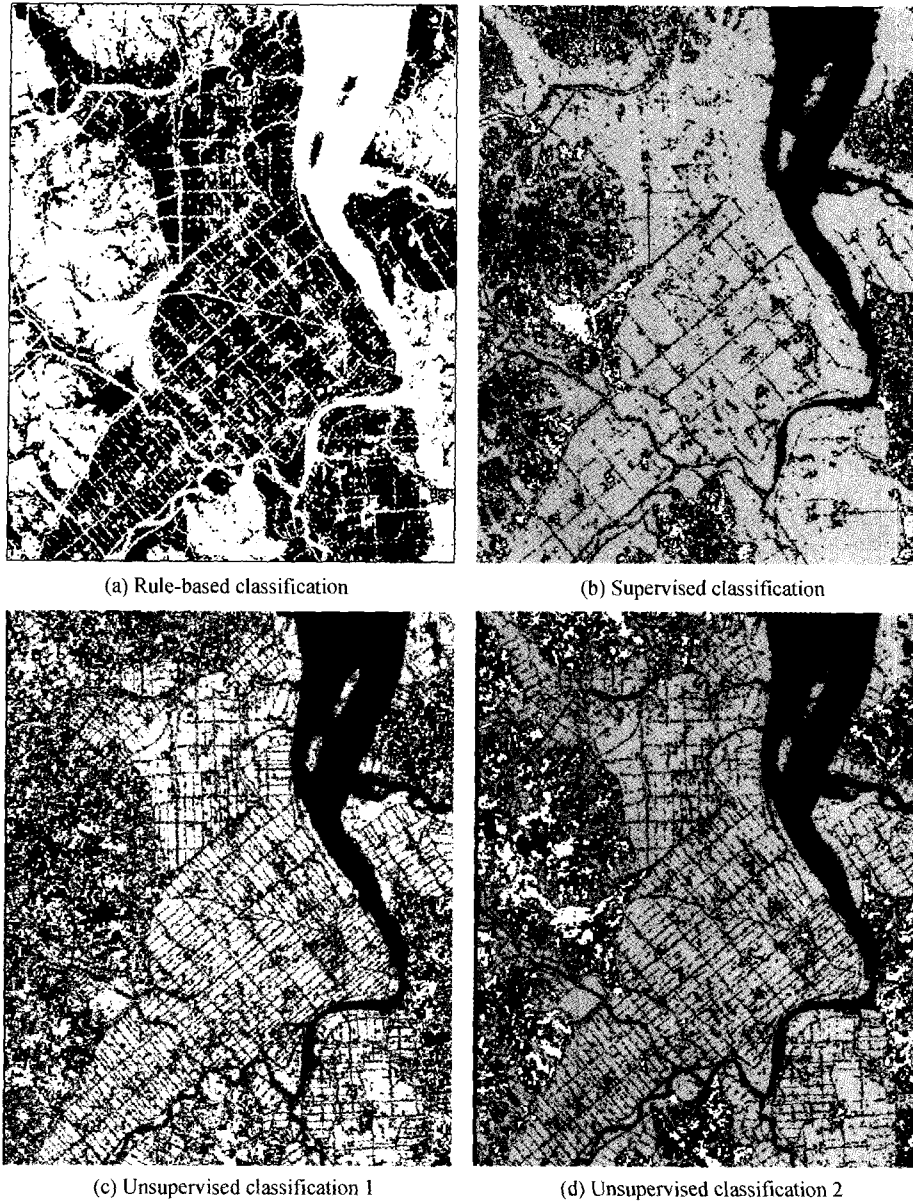 (a) Rule-based classification
(b) Supervised classification
(c) Unsupervised classification 1
(d) Unsupervised classification 2